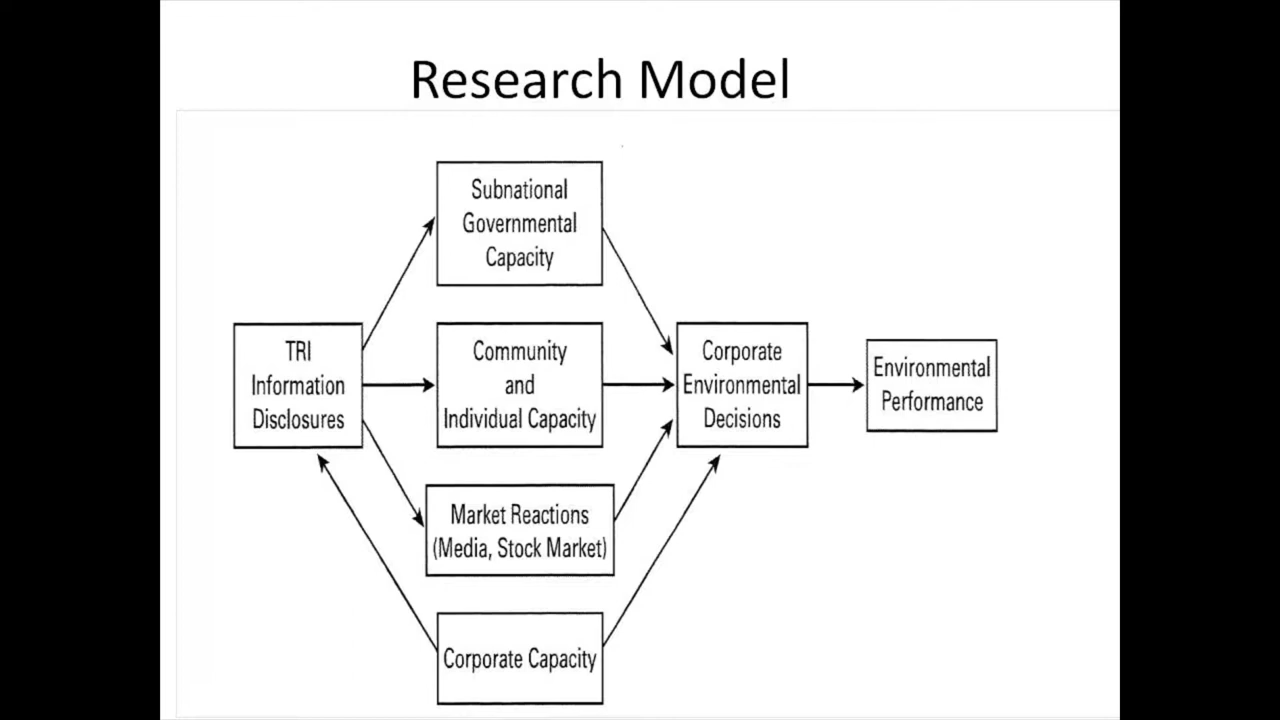 Research Model
Subnational
Governmental
Capacity
TRI
Information
Disclosures
Community
and
Individual Capacity
Corporate
Environmental
Decisions
Environmental
Performance
Market Reactions
(Media, Stock Market)
Corporate Capacity